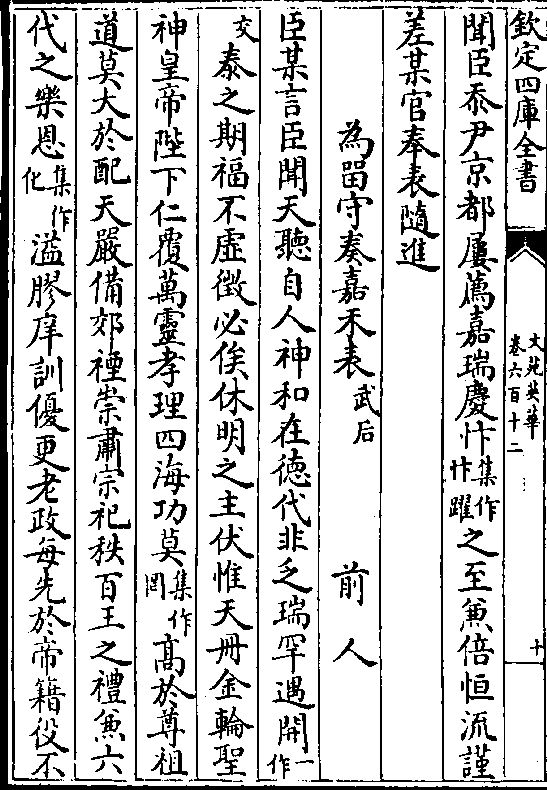 欽定四庫全書
文苑英華
卷六百十二
十
聞臣忝尹京都屢薦嘉瑞慶忭集作忭躍之至兼倍恒流謹
差某官奉表隨進
為留守奏嘉禾表武后 前人
臣某言臣聞天聽自人神和在德代非乏瑞罕遇開一作
交泰之期福不虛徵必俟休明之主伏惟天冊金輪聖
神皇帝陛下仁覆萬靈孝理四海功莫集作罔高於尊祖
道莫大於配天嚴備郊禋崇肅宗祀秩百王之禮兼六
代之樂恩集作化溢膠庠訓優更老政每先於帝籍役不